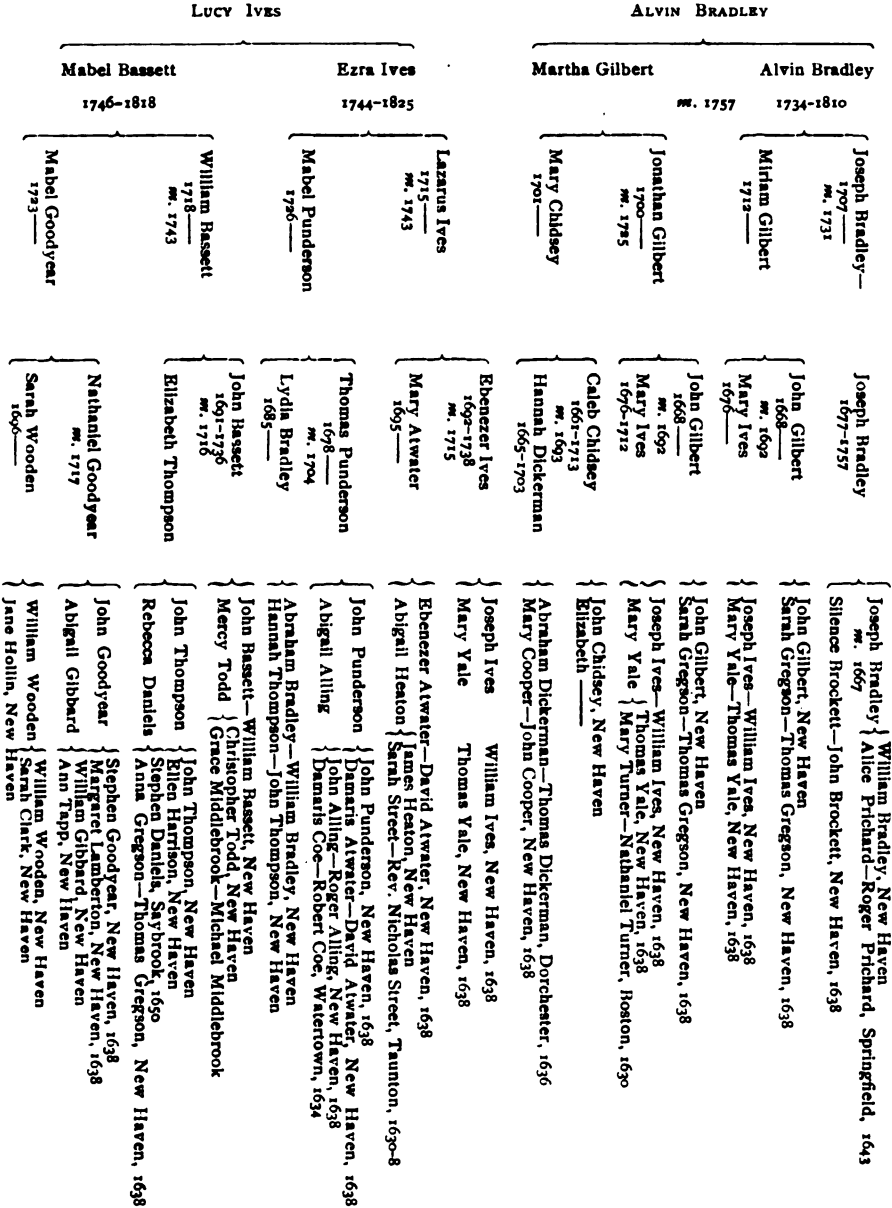 LUCY IVES
ALVIN BRADLEY
Mabel Bassett
1746-1818
Ezra Ives
1744-1825
Martha Gilbert
m. 1757
Alvin Bradley
1734-1810
Joseph Bradley—
1707——
m. 1731
Miriam Gilbert
1712——
Jonathan Gilbert
1700——
m. 1725
Mary Chidsey
1701——
Lazarus Ives
1715——
m. 1743
Mabel Punderson
1726——
William Bassett
1718——
m. 1743
Mabel Goodyear
1723——
Joseph Bradley
1677-1757
John Gilbert
1668——
m. 1692
Mary Ives
1676——
John Gilbert
1668——
m. 1692
Mary Ives
1676-1712
Caleb Chidsey
1661-1713
m. 1693
Hannah Dickerman
1665-1703
Ebenezer Ives
1692-1738
m. 1715
Mary Atwater
1695——
Thomas Punderson
1678——
m. 1704
Lydia Bradley
1685——
John Bassett
1691-1736
m. 1716
Elizabeth Thompson
Nathaniel Goodyear
m. 1717
Sarah Wooden
1696——
Joseph Bradley
m. 1667
William Bradley, New Haven
Alice Prichard—Roger Prichard, Springfield, 1643
Silence Brockett—John Brockett, New Haven, 1638
John Gilbert, New Haven
Sarah Gregson—Thomas Gregson, New Haven, 1638
Joseph Ives—William Ives, New Haven, 1638
Mary Yale—Thomas Yale, New Haven, 1638
John Gilbert, New Haven
Sarah Gregson—Thomas Gregson, New Haven, 1638
Joseph Ives—William Ives, New Haven, 1638
Mary Yale
Thomas Yale, New Haven, 1638
Mary Turner—Nathaniel Turner, Boston, 1630
John Chidsey, New Haven
Elizabeth ——
Abraham Dickerman—Thomas Dickerman, Dorchester, 1636
Mary Cooper—John Cooper, New Haven, 1638
Joseph Ives William Ives, New Haven, 1638
Mary Yale Thomas Yale, New Haven, 1638
Ebenezer Atwater—David Atwater, New Haven, 1638
Abigail Heaton
James Heaton, New Haven
Sarah Street—Rev. Nicholas Street, Taunton, 1630-8
John Punderson
John Punderson, New Haven, 1638
Damaris Atwater—David Atwater, New Haven, 1638
Abigail Alling
John Alling—Roger Alling, New Haven, 1638
Damaris Coe—Robert Coe, Watertown, 1634
Abraham Bradley—William Bradley, New Haven
Hannah Thompson—John Thompson, New Haven
John Bassett—William Bassett, New Haven
Mercy Todd
Christopher Todd, New Haven
Grace Middlebrook—Michael Middlebrook
John Thompson
John Thompson, New Haven
Ellen Harrison, New Haven
Rebecca Daniels
Stephen Daniels, Saybrook, 1650
Anna Gregson—Thomas Gregson, New Haven, 1638
John Goodyear
Stephen Goodyear, New Haven, 1638
Margaret Lamberton, New Haven, 1638
Abigail Gibbard
William Gibbard, New Haven
Ann Tapp, New Haven
William Wooden
William Wooden, New Haven
Sarah Clark, New Haven
Jane Hollin, New Haven